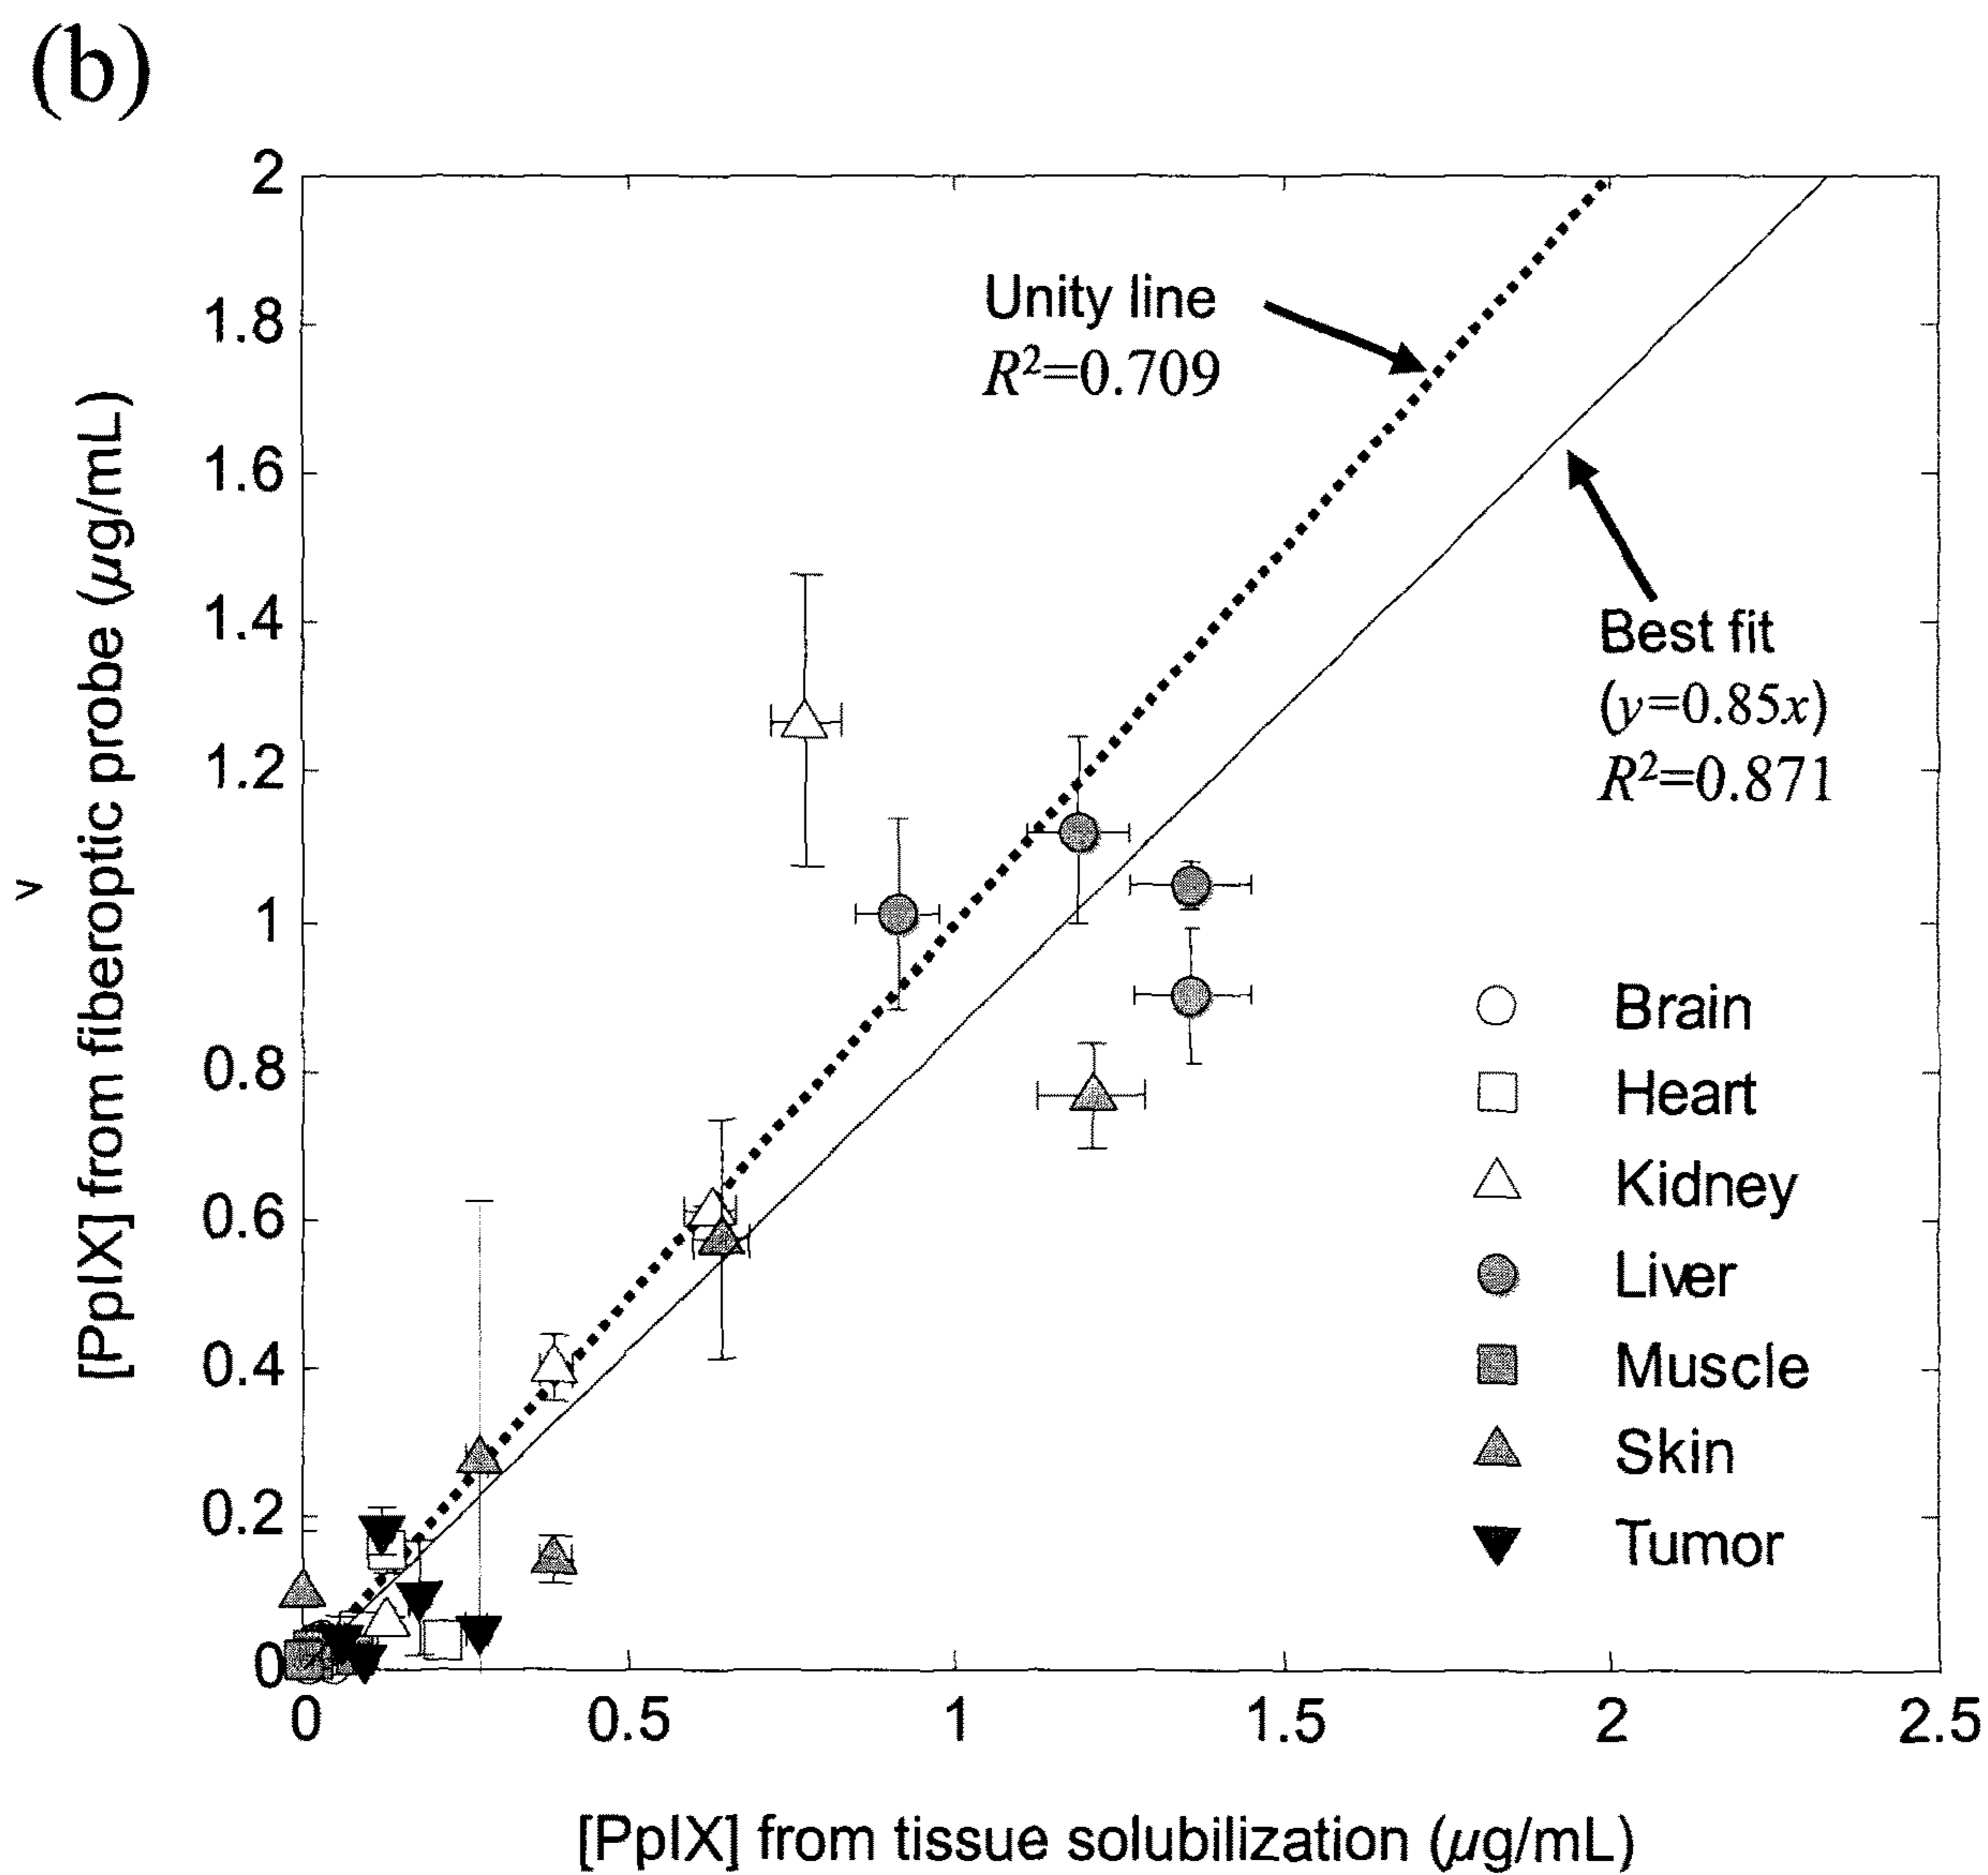 (b)
2
1.8
1.6
1.4
1.2
1
0.8
0.6
0.4
0.2
0
[PpIX] from fiberoptic probe (µg/mL)
v
Unity line
R²=0.709
Best fit
(y=0.85x)
R²=0.871
Brain
Heart
Kidney
Liver
Muscle
Skin
Tumor
0 0.5 1 1.5 2 2.5
[PpIX] from tissue solubilization (µg/mL)